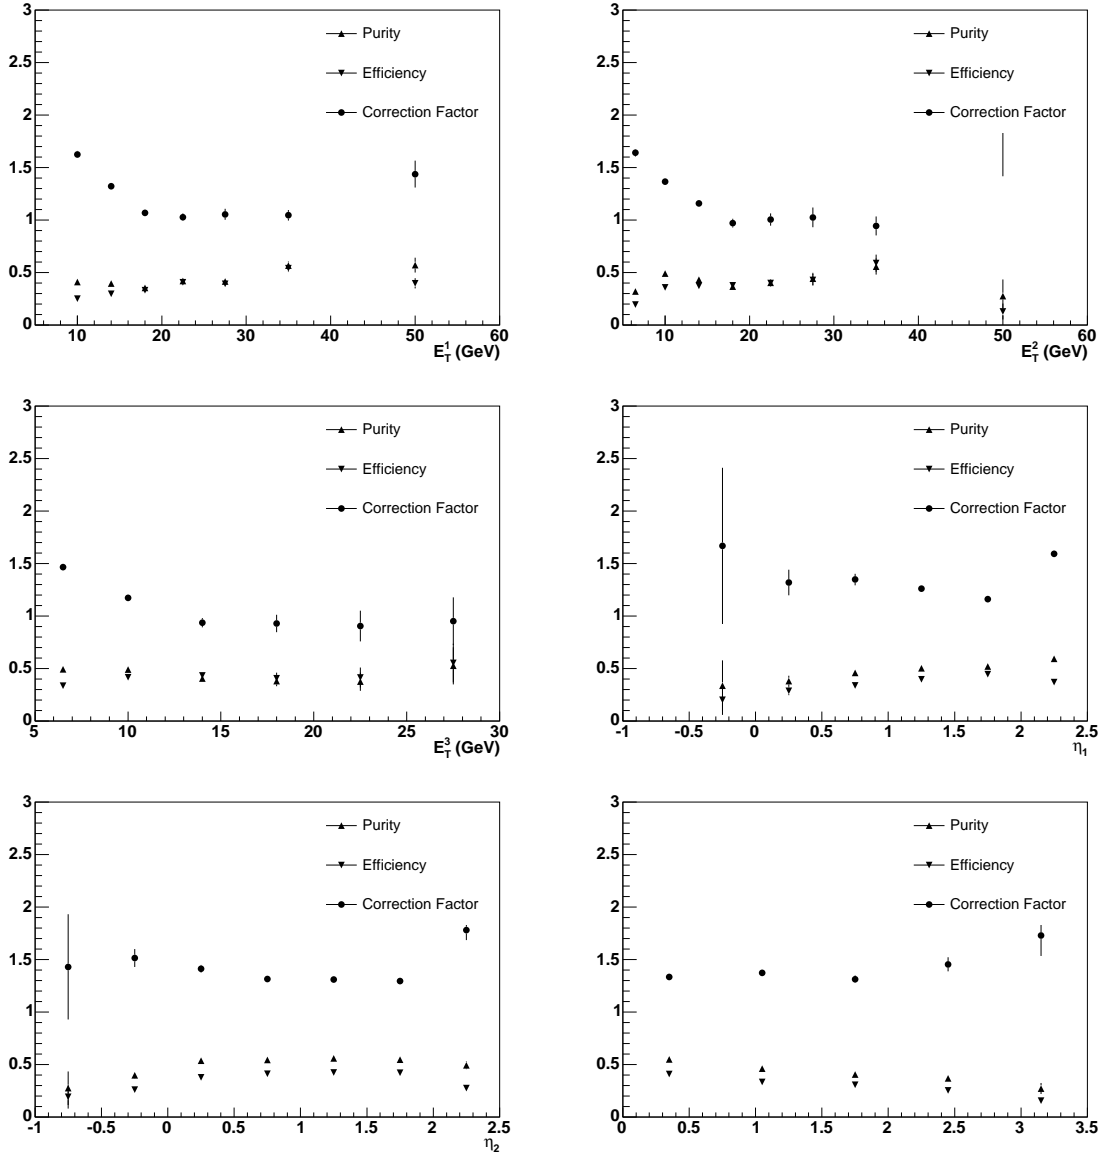 3
2.5
2
1.5
1
0.5
0
Purity
Efficiency
Correction Factor
10 20 30 40 50 60
E_T^1 (GeV)
3
2.5
2
1.5
1
0.5
0
Purity
Efficiency
Correction Factor
10 20 30 40 50 60
E_T^2 (GeV)
3
2.5
2
1.5
1
0.5
0
Purity
Efficiency
Correction Factor
5 10 15 20 25 30
E_T^3 (GeV)
3
2.5
2
1.5
1
0.5
0
Purity
Efficiency
Correction Factor
-1 -0.5 0 0.5 1 1.5 2 2.5
η_1
3
2.5
2
1.5
1
0.5
0
Purity
Efficiency
Correction Factor
-1 -0.5 0 0.5 1 1.5 2 2.5
η_2
3
2.5
2
1.5
1
0.5
0
Purity
Efficiency
Correction Factor
0 0.5 1 1.5 2 2.5 3 3.5